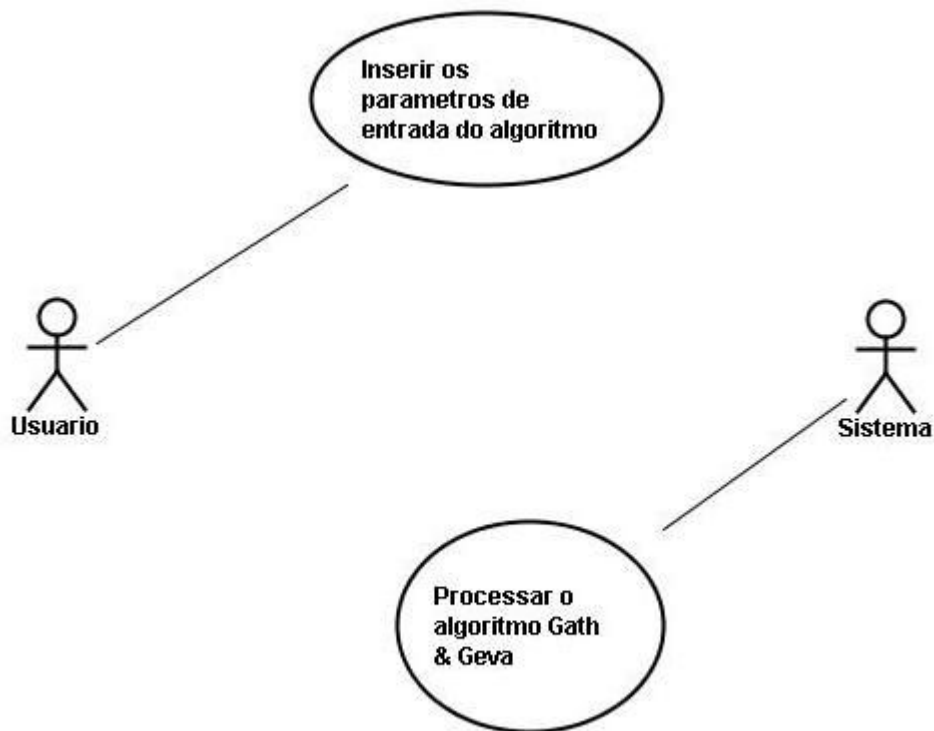 Inserir os
parametros de
entrada do algoritmo
Usuario
Sistema
Processar o
algoritmo Gath
& Geva